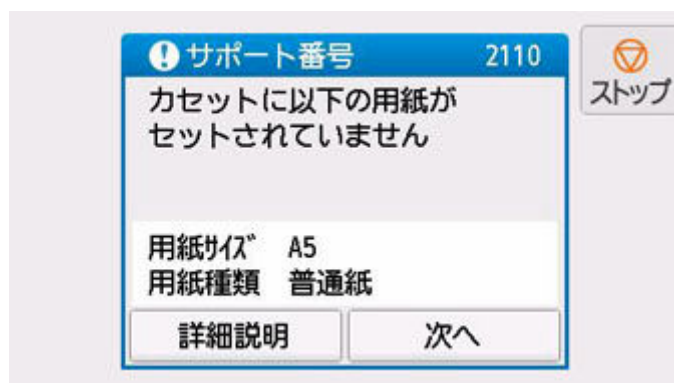 サポート番号 2110
ストップ
カセットに以下の用紙が
セットされていません
用紙サイズ A5
用紙種類 普通紙
詳細説明 次へ